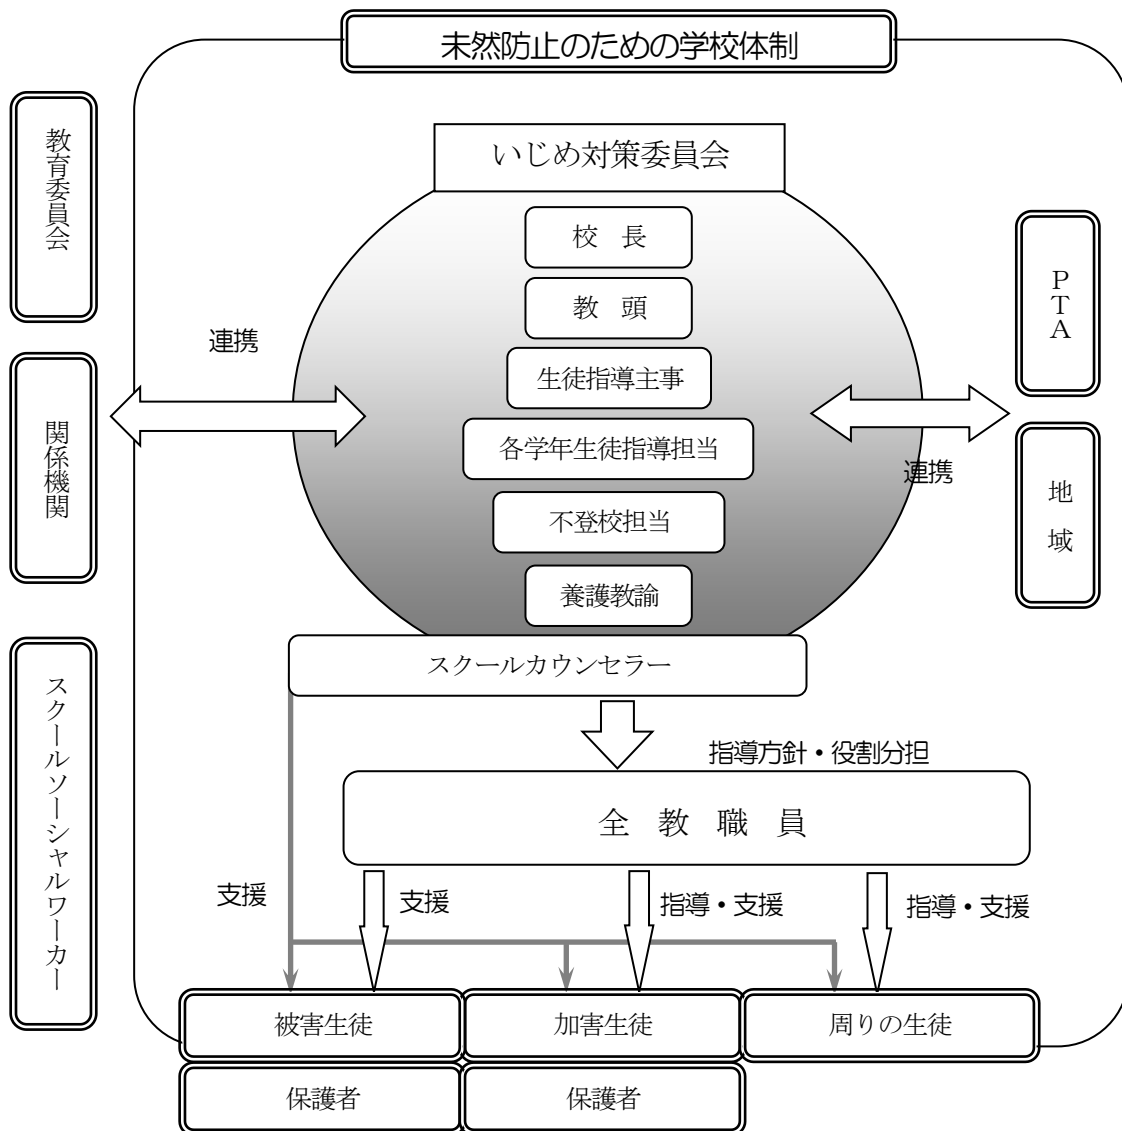 未然防止のための学校体制
教育委員会
関係機関
スクールソーシャルワーカー
いじめ対策委員会
校　長
教　頭
生徒指導主事
各学年生徒指導担当
不登校担当
養護教諭
スクールカウンセラー
連携
連携
ＰＴＡ
地　域
指導方針・役割分担
全　教　職　員
支援
支援
指導・支援
指導・支援
被害生徒
加害生徒
周りの生徒
保護者
保護者